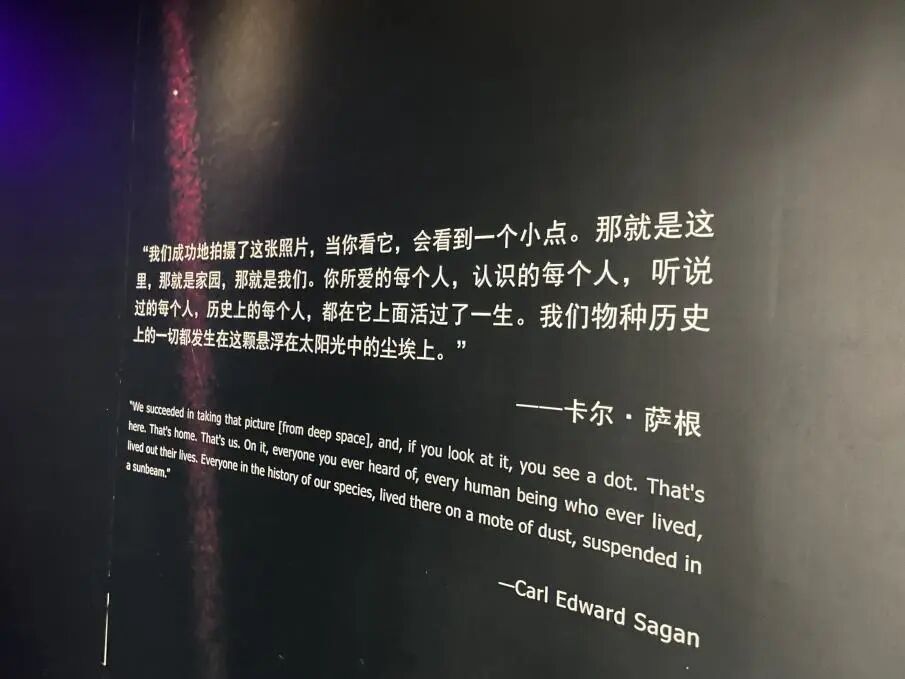 “我们成功地拍摄了这张照片，当你看它，会看到一个小点。那就是这
里，那就是家园，那就是我们。你所爱的每个人，认识的每个人，听说
过的每个人，历史上的每个人，都在它上面活过了一生。我们物种历史
上的一切都发生在这颗悬浮在太阳光中的尘埃上。”
——卡尔·萨根
"We succeeded in taking that picture [from deep space], and, if you look at it, you see a dot. That's
here. That's home. That's us. On it, everyone you ever heard of, every human being who ever lived,
lived out their lives. Everyone in the history of our species, lived there on a mote of dust, suspended in
a sunbeam."
—Carl Edward Sagan